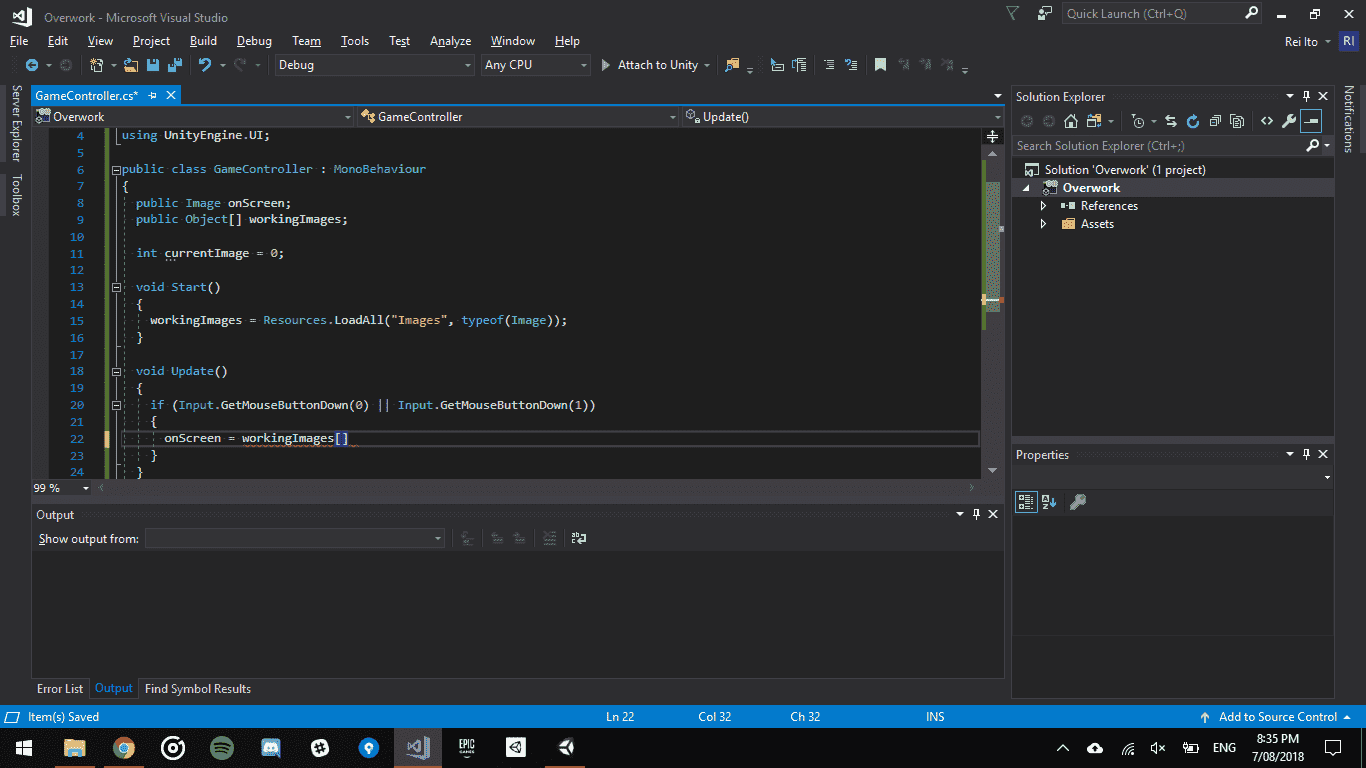 Overwork - Microsoft Visual Studio
Quick Launch (Ctrl+Q)
File Edit View Project Build Debug Team Tools Test Analyze Window Help
Rei Ito RI
Debug Any CPU Attach to Unity
Server Explorer
Toolbox
GameController.cs*
Overwork GameController Update()
4 using UnityEngine.UI;
5
6 public class GameController : MonoBehaviour
7 {
8 public Image onScreen;
9 public Object[] workingImages;
10
11 int currentImage = 0;
12
13 void Start()
14 {
15 workingImages = Resources.LoadAll("Images", typeof(Image));
16 }
17
18 void Update()
19 {
20 if (Input.GetMouseButtonDown(0) || Input.GetMouseButtonDown(1))
21 {
22 onScreen = workingImages[]
23 }
24 }
99 %
Output
Show output from:
Error List Output Find Symbol Results
Solution Explorer
Search Solution Explorer (Ctrl+;)
Solution 'Overwork' (1 project)
Overwork
References
Assets
Properties
Notifications
Item(s) Saved Ln 22 Col 32 Ch 32 INS Add to Source Control
EPIC GAMES
ENG
8:35 PM
7/08/2018